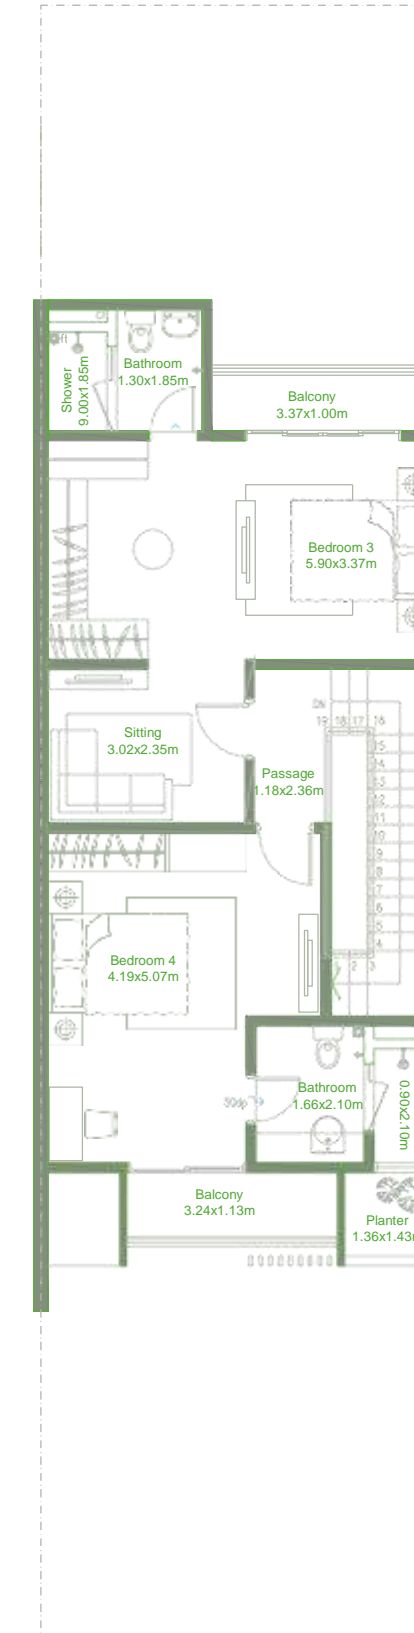 Shower
9.00x1.85m
Bathroom
1.30x1.85m
Balcony
3.37x1.00m
Bedroom 3
5.90x3.37m
Sitting
3.02x2.35m
Passage
1.18x2.36m
19 18 17 16
15
14
13
12
11
10
9
8
7
6
5
4
2 3
Bedroom 4
4.19x5.07m
Bathroom
1.66x2.10m
0.90x2.10m
Balcony
3.24x1.13m
Planter